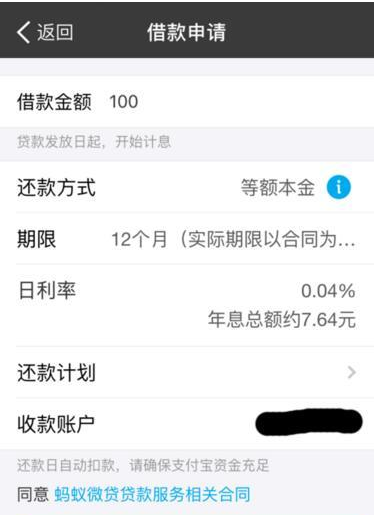 返回 借款申请
借款金额 100
贷款发放日起，开始计息
还款方式 等额本金
期限 12个月（实际期限以合同为...
日利率 0.04%
年息总额约7.64元
还款计划
收款账户
还款日自动扣款，请确保支付宝资金充足
同意 蚂蚁微贷贷款服务相关合同